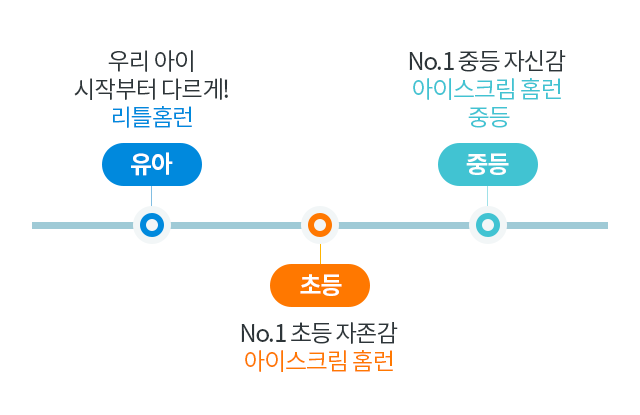 우리 아이
시작부터 다르게!
리틀홈런
유아
초등
No.1 초등 자존감
아이스크림 홈런
No.1 중등 자신감
아이스크림 홈런
중등
중등